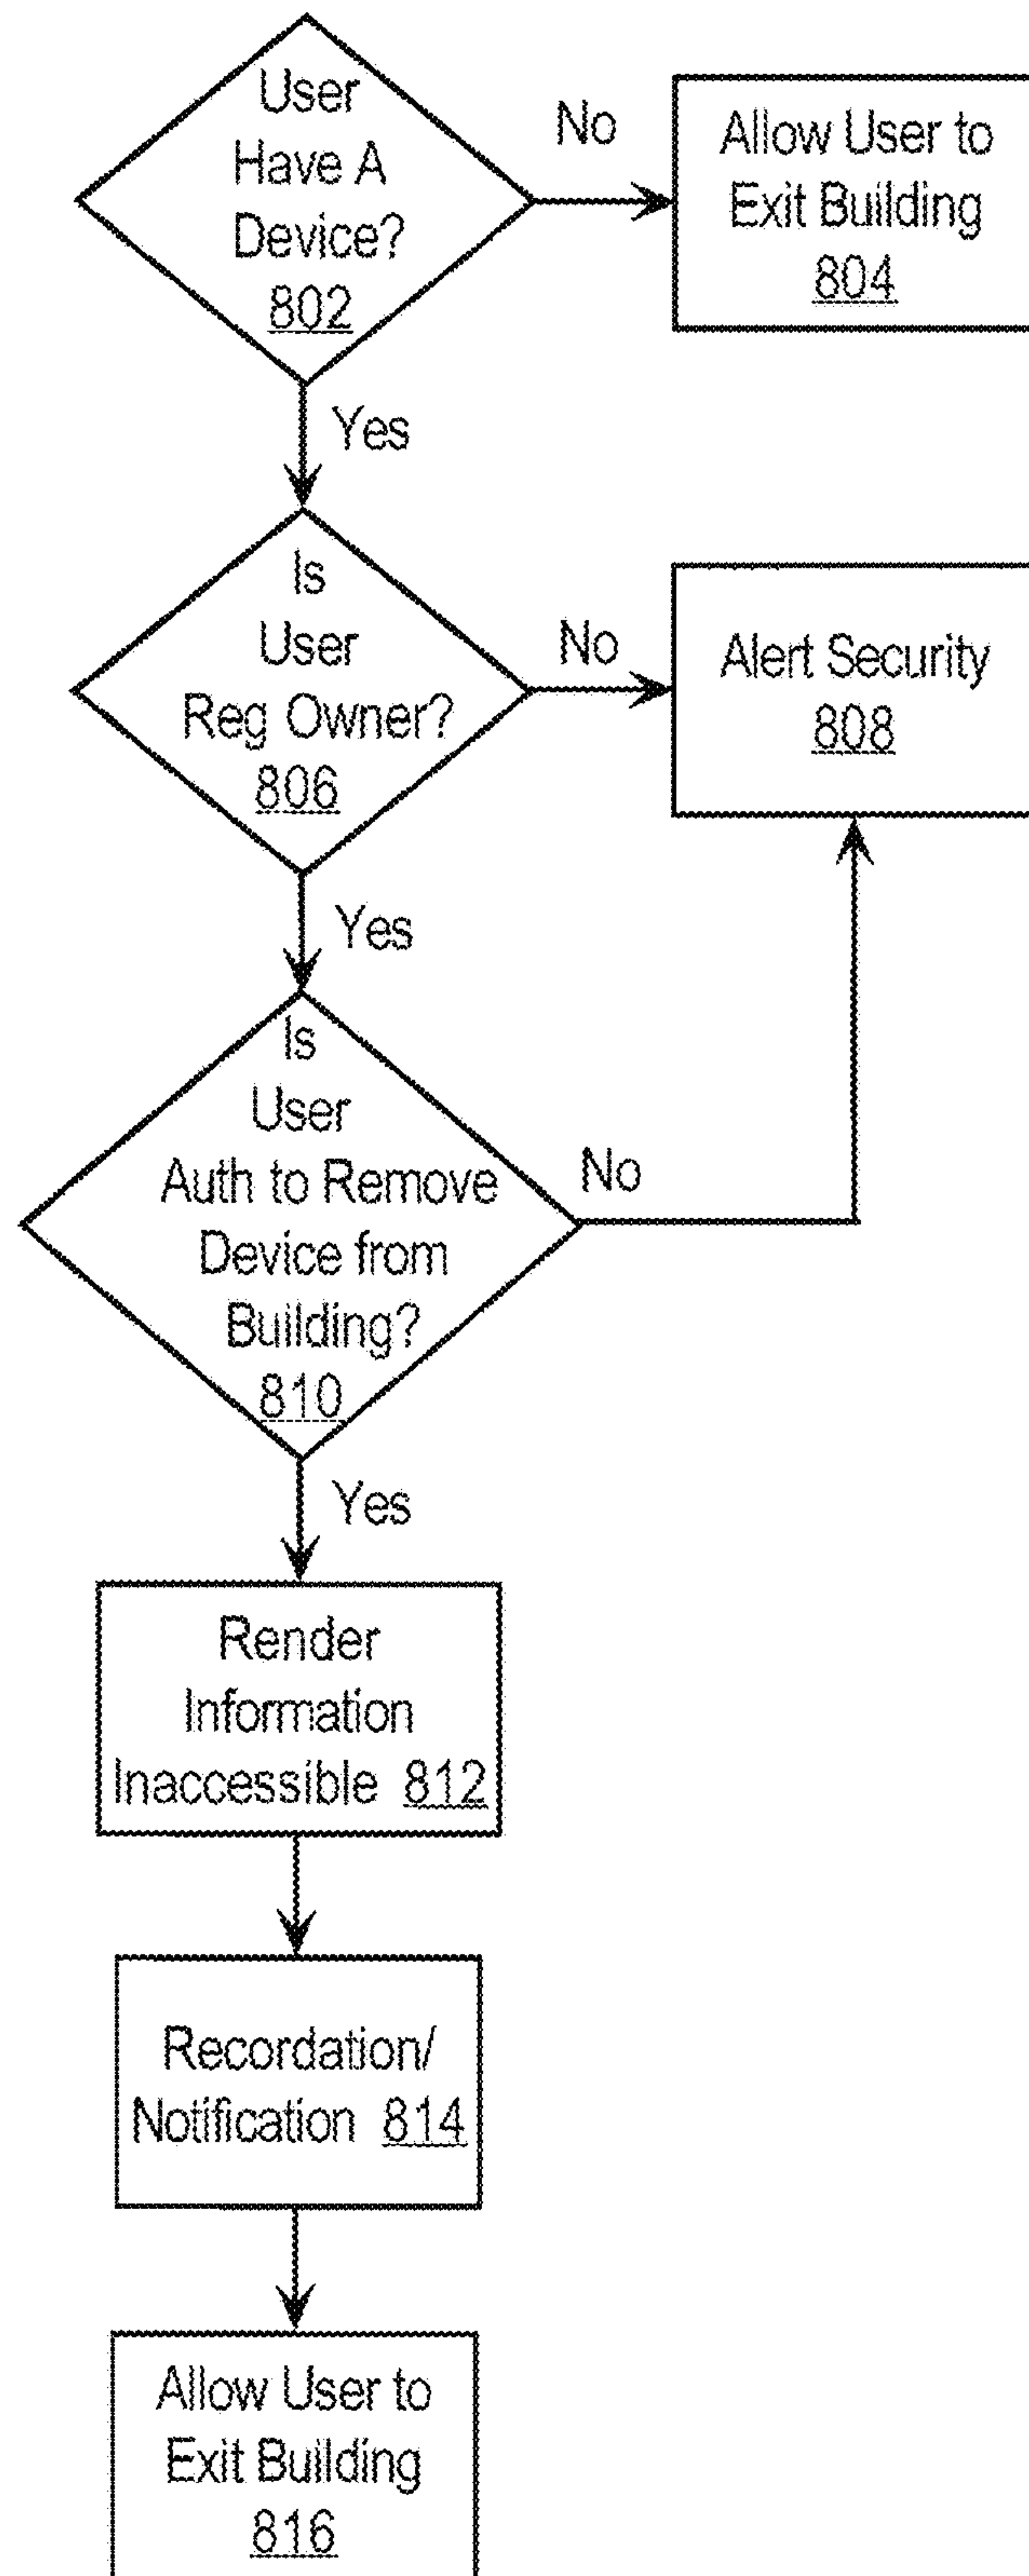 User
Have A
Device?
802
No
Allow User to
Exit Building
804
Yes
Is
User
Reg Owner?
806
No
Alert Security
808
Yes
Is
User
Auth to Remove
Device from
Building?
810
No
Yes
Render
Information
Inaccessible 812
Recordation/
Notification 814
Allow User to
Exit Building
816